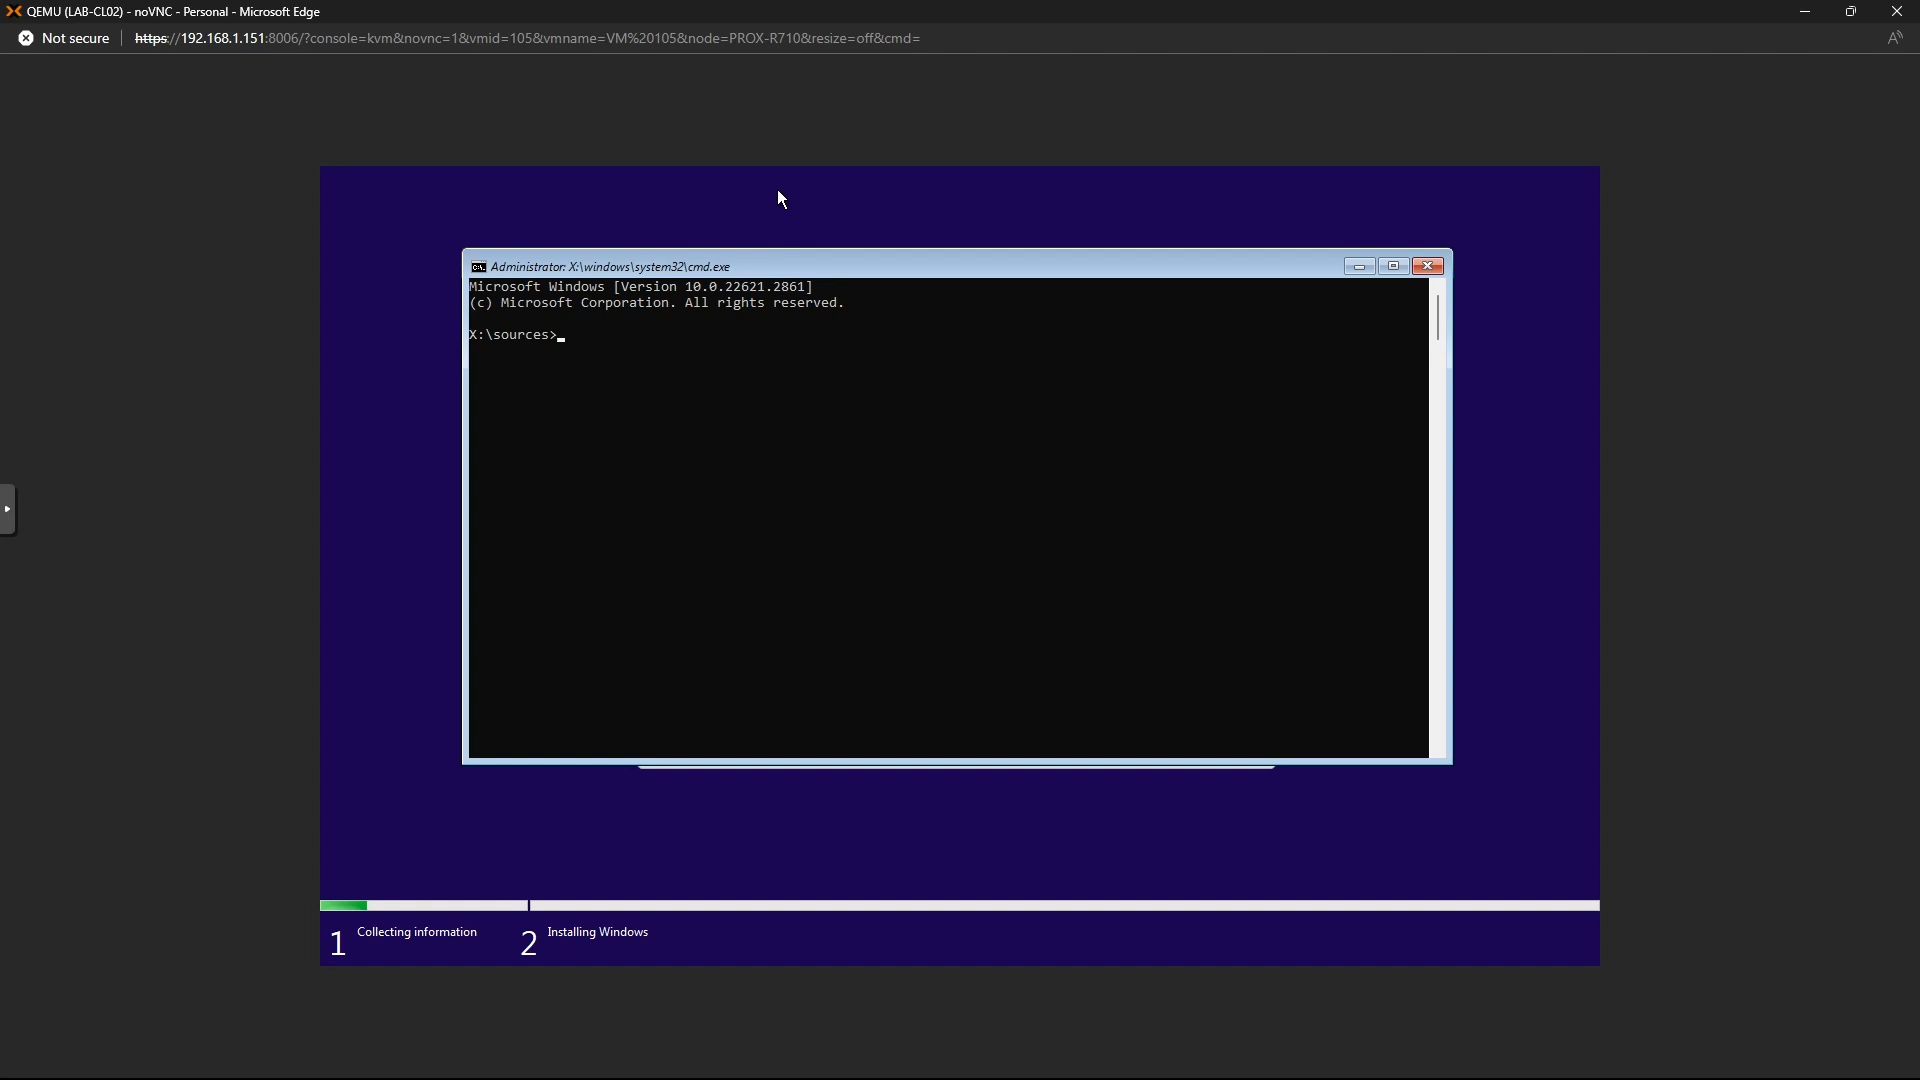 QEMU (LAB-CL02) - noVNC - Personal - Microsoft Edge
Not secure https://192.168.1.151:8006/?console=kvm&novnc=1&vmid=105&vmname=VM%20105&node=PROX-R710&resize=off&cmd=
Administrator: X:\windows\system32\cmd.exe
Microsoft Windows [Version 10.0.22621.2861]
(c) Microsoft Corporation. All rights reserved.
X:\sources>_
1 Collecting information 2 Installing Windows